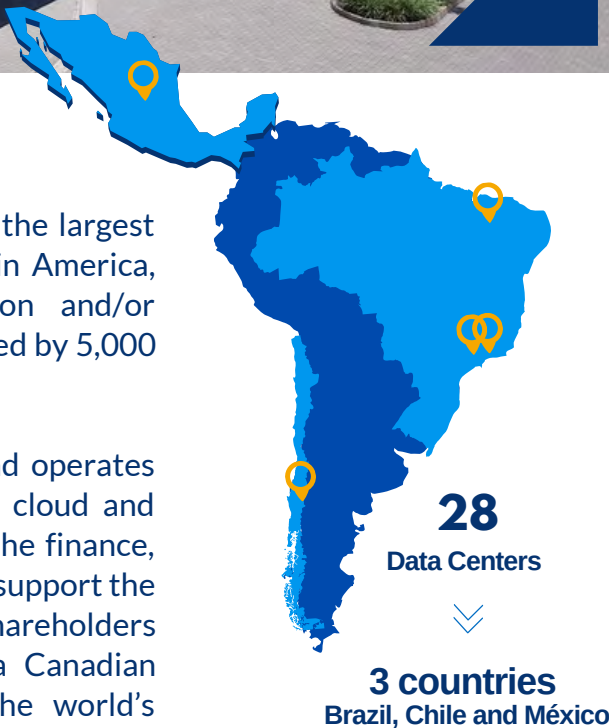 the largest
in America,
on and/or
ed by 5,000
d operates
cloud and
he finance,
support the
hareholders
a Canadian
he world's
28
Data Centers
3 countries
Brazil, Chile and México